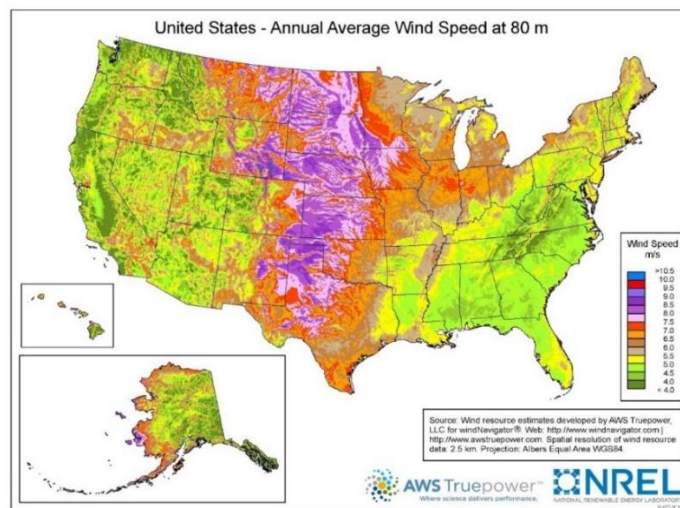 United States - Annual Average Wind Speed at 80 m
Wind Speed
m/s
>10.5
10.0
9.5
9.0
8.5
8.0
7.5
7.0
6.5
6.0
5.5
5.0
4.5
4.0
< 4.0
Source: Wind resource estimates developed by AWS Truepower,
LLC for windNavigator®. Web: http://www.windnavigator.com |
http://www.awstruepower.com. Spatial resolution of wind resource
data: 2.5 km. Projection: Albers Equal Area WGS84.
AWS Truepower™
Where science delivers performance.
NREL
NATIONAL RENEWABLE ENERGY LABORATORY